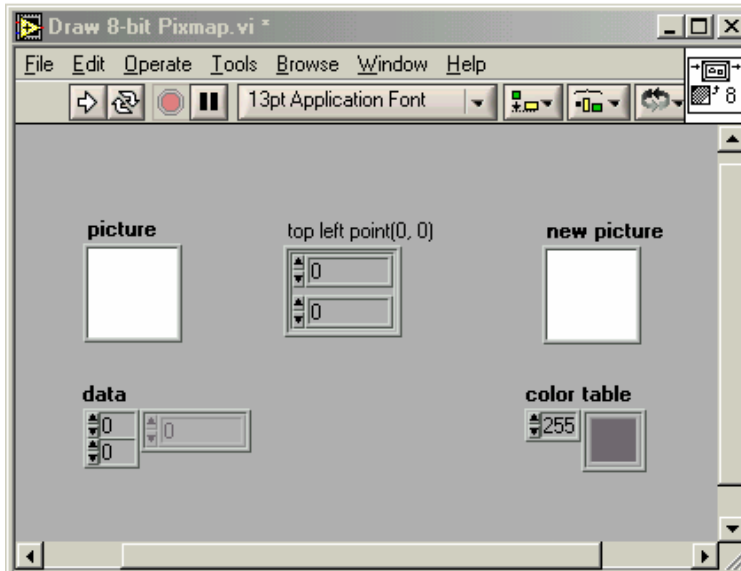 Draw 8-bit Pixmap.vi *
File Edit Operate Tools Browse Window Help
13pt Application Font
8
picture
top left point(0, 0)
new picture
0
0
data
color table
0
0
0
255